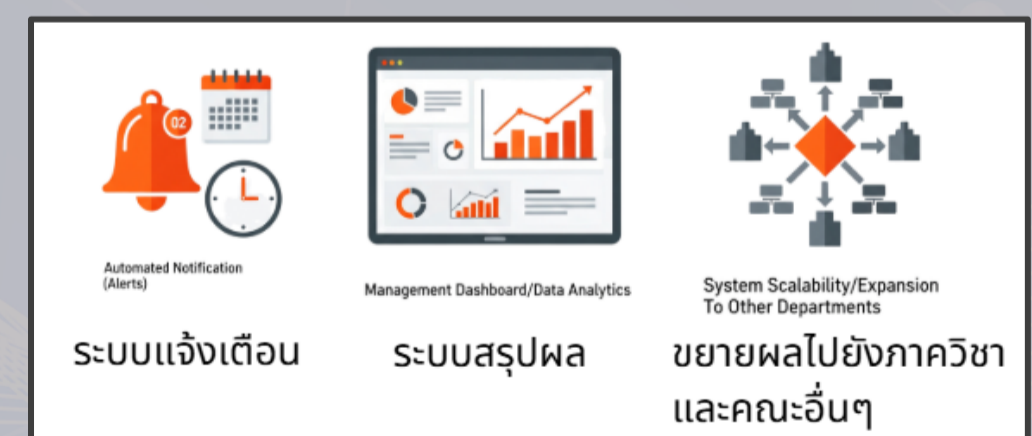 02
Automated Notification
(Alerts)
ระบบแจ้งเตือน
Management Dashboard/Data Analytics
ระบบสรุปผล
System Scalability/Expansion
To Other Departments
ขยายผลไปยังภาควิชา
และคณะอื่นๆ